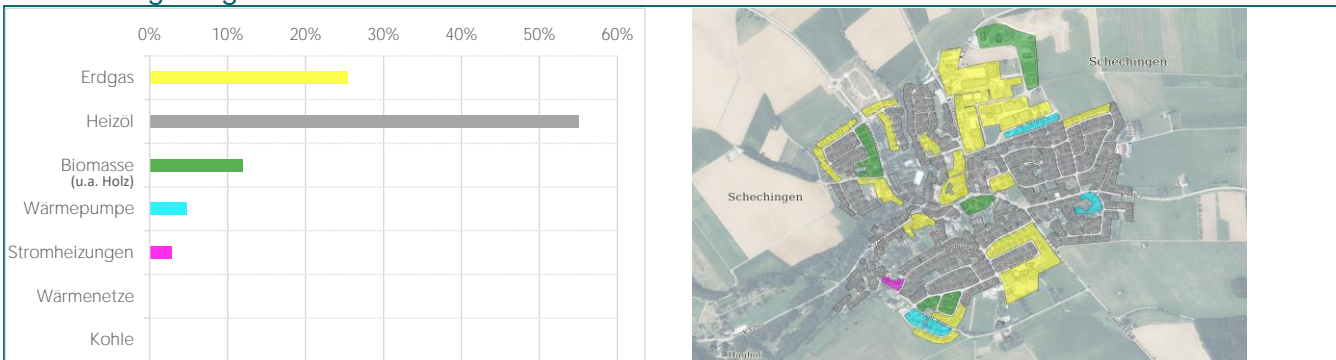 0% 10% 20% 30% 40% 50% 60%
Erdgas
Heizöl
Biomasse
(u.a. Holz)
Wärmepumpe
Stromheizungen
Wärmenetze
Kohle
Schechingen
Schechingen